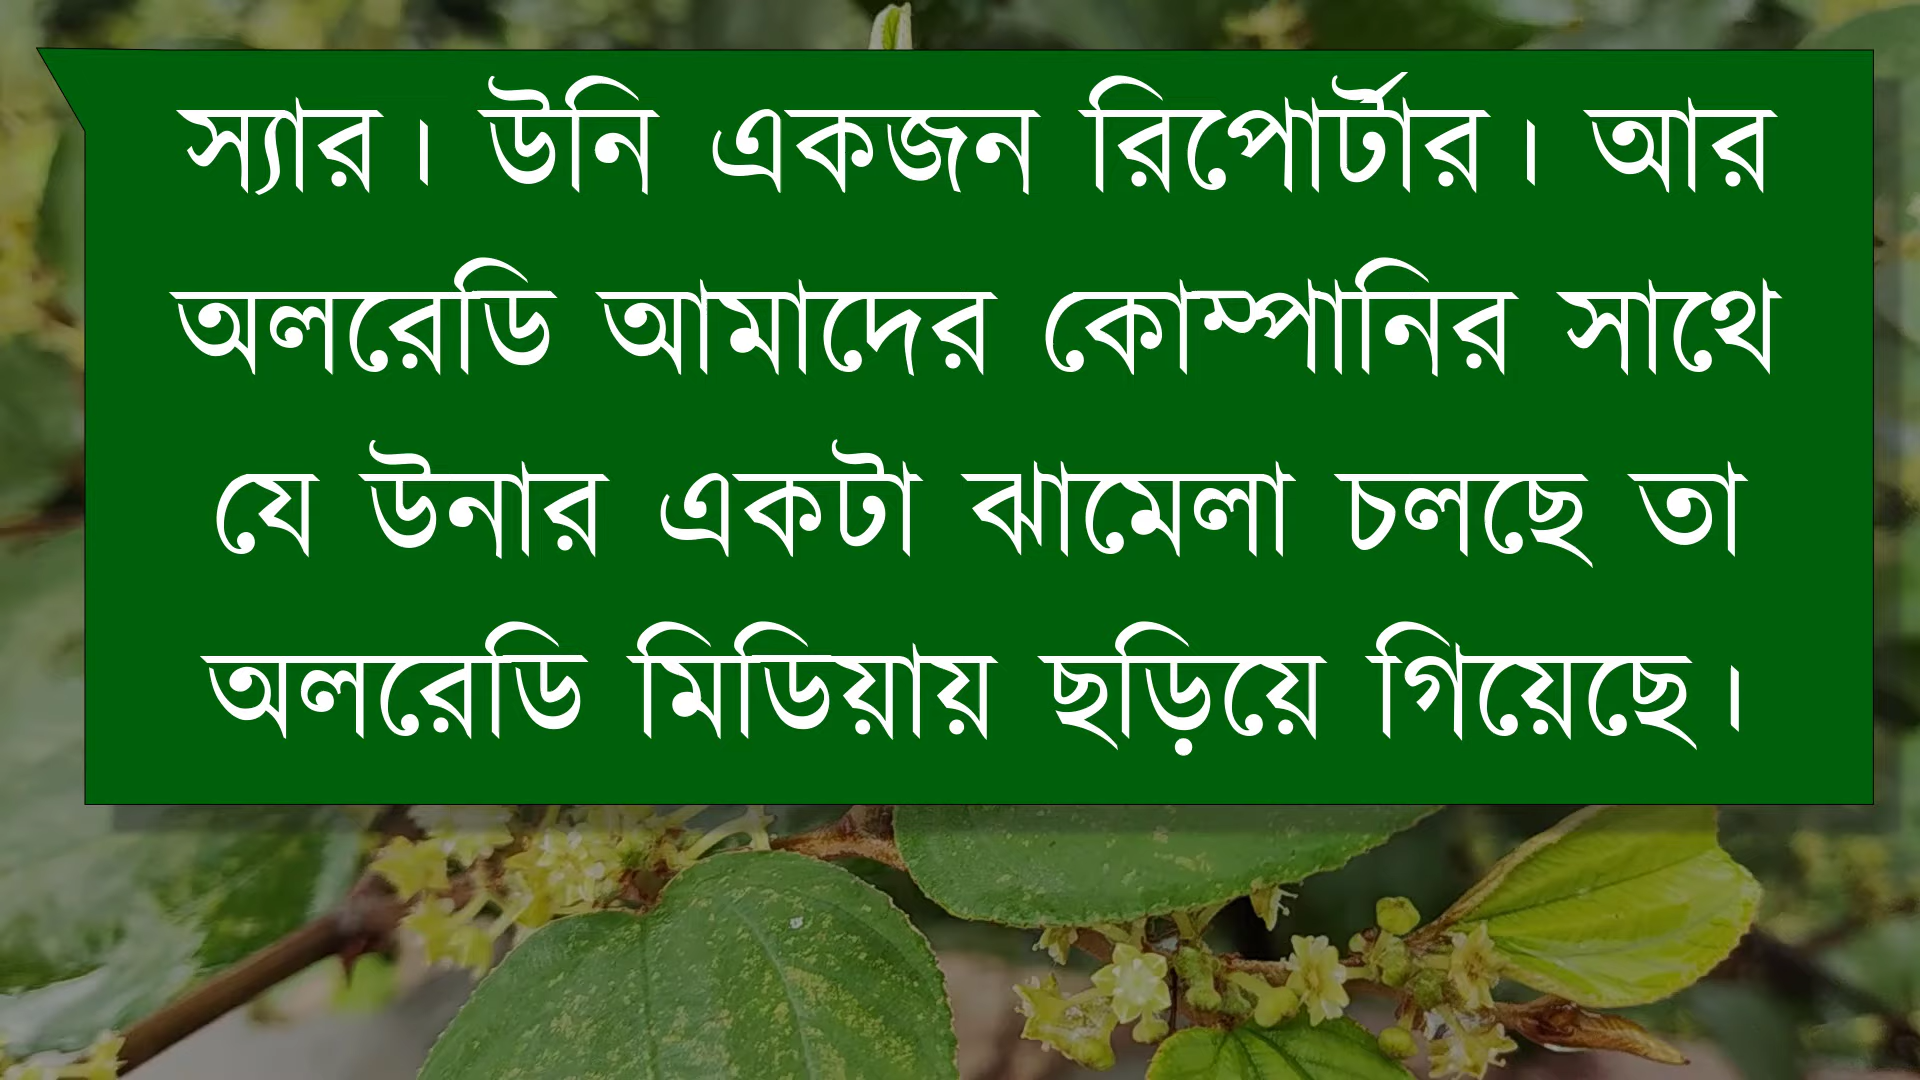 স্যার। উনি একজন রিপোর্টার। আর
অলরেডি আমাদের কোম্পানির সাথে
যে উনার একটা ঝামেলা চলছে তা
অলরেডি মিডিয়ায় ছড়িয়ে গিয়েছে।